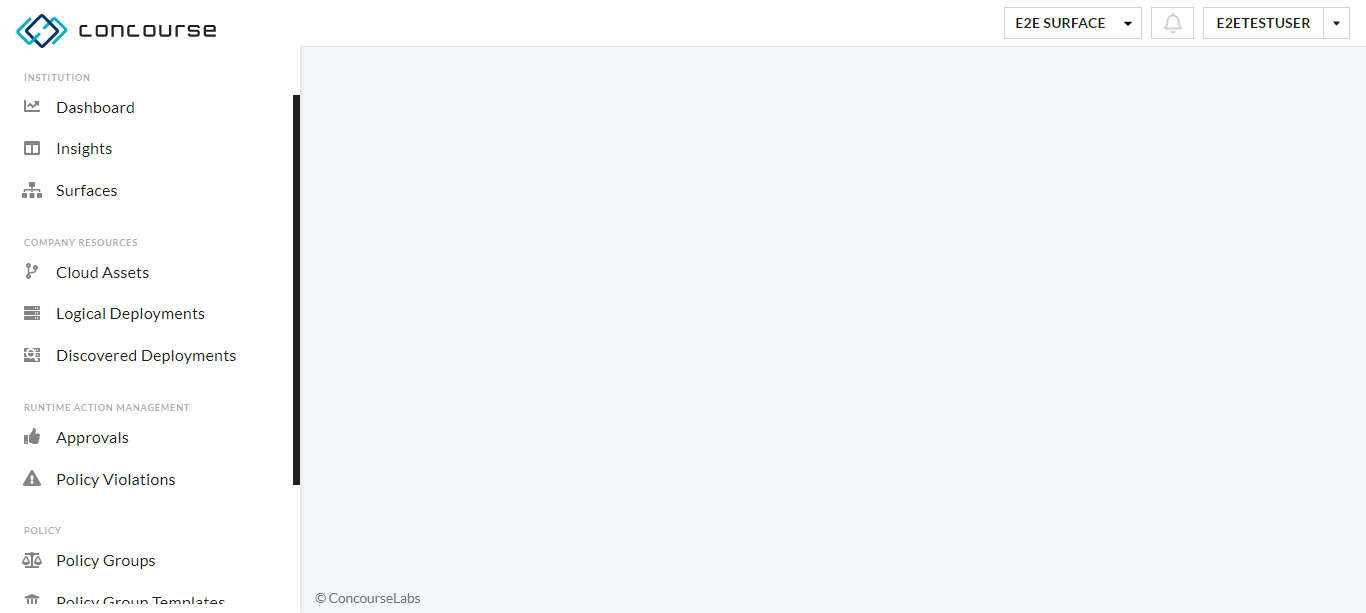 concourse
E2E SURFACE
E2ETESTUSER
INSTITUTION
Dashboard
Insights
Surfaces
COMPANY RESOURCES
Cloud Assets
Logical Deployments
Discovered Deployments
RUNTIME ACTION MANAGEMENT
Approvals
Policy Violations
POLICY
Policy Groups
Policy Group Templates
© ConcourseLabs